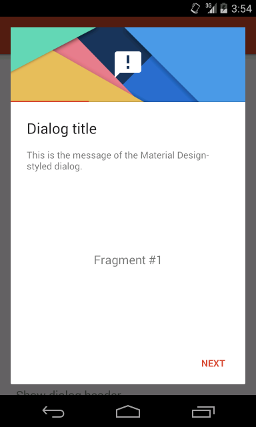 3G
3:54
Dialog title
This is the message of the Material Design-
styled dialog.
Fragment #1
NEXT
Show dialog header